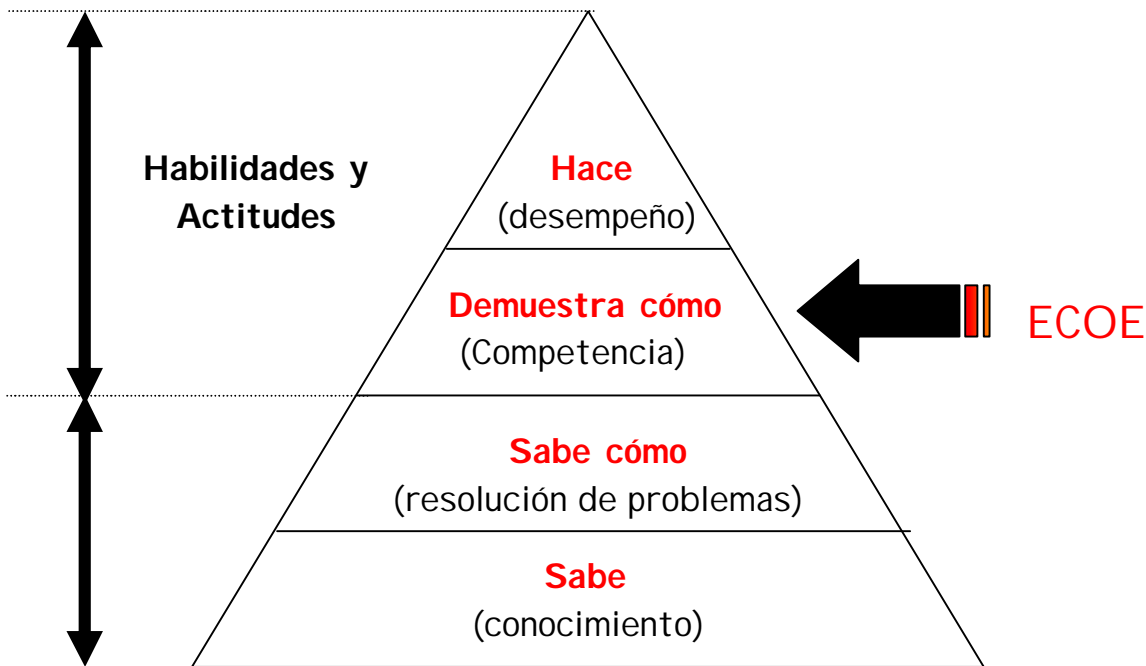 Habilidades y
Actitudes
Hace
(desempeño)
Demuestra cómo
(Competencia)
ECOE
Sabe cómo
(resolución de problemas)
Sabe
(conocimiento)